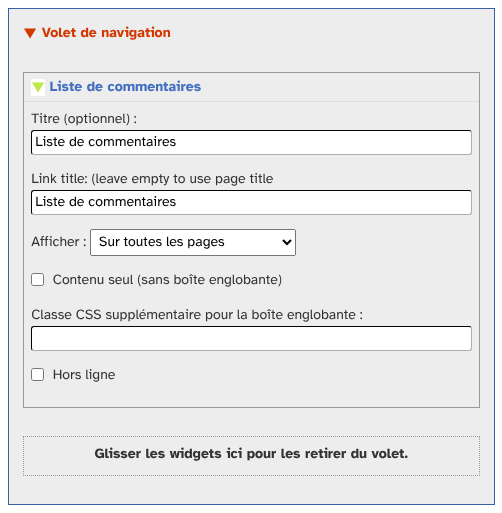 Volet de navigation
Liste de commentaires
Titre (optionnel) :
Liste de commentaires
Link title: (leave empty to use page title
Liste de commentaires
Afficher : Sur toutes les pages
Contenu seul (sans boîte englobante)
Classe CSS supplémentaire pour la boîte englobante :
Hors ligne
Glisser les widgets ici pour les retirer du volet.